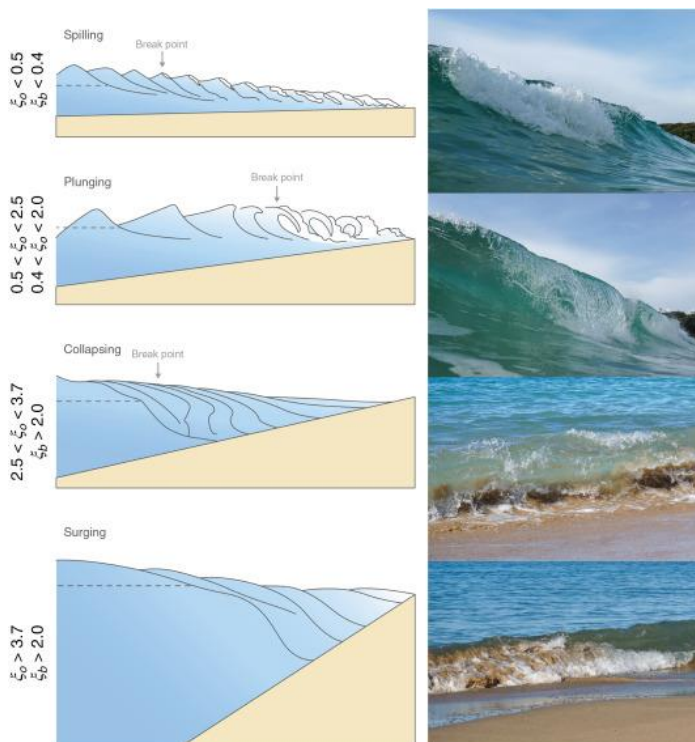 Spilling
Break point
ξo < 0.5
ξb < 0.4
Plunging
Break point
0.5 < ξo < 2.5
0.4 < ξb < 2.0
Collapsing
Break point
2.5 < ξo < 3.7
ξb > 2.0
Surging
ξo > 3.7
ξb > 2.0